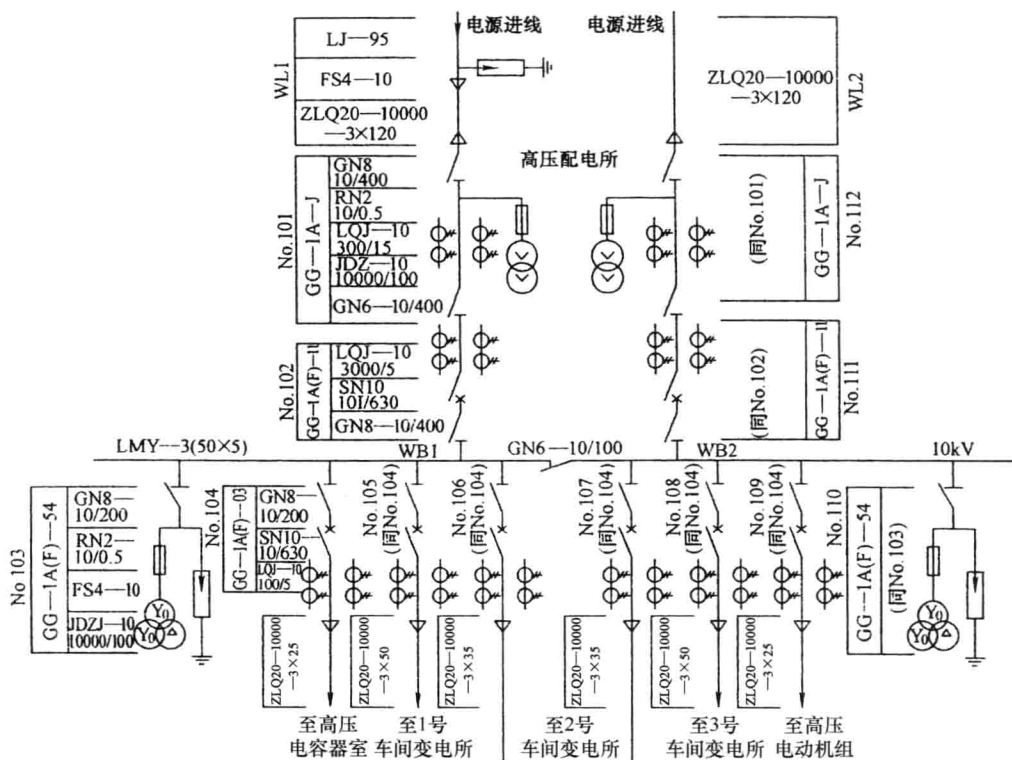 电源进线
电源进线
WL1
LJ—95
FS4—10
ZLQ20—10000
—3×120
ZLQ20—10000
—3×120
WL2
高压配电所
No.101
GG—1A—J
GN8
10/400
RN2
10/0.5
LQJ—10
300/15
JDZ—10
10000/100
GN6—10/400
(同No.101)
GG—1A—J
No.112
No.102
GG—1A(F)—11
LQJ—10
3000/5
SN10
10I/630
GN8—10/400
(同No.102)
GG—1A(F)—11
No.111
LMY—3(50×5)
WB1
GN6—10/100
WB2
10kV
No 103
GG—1A(F)—54
GN8—
10/200
RN2—
10/0.5
FS4—10
JDZJ—10
10000/100
Y0
Y0
No.104
GG—1A(F)—03
GN8—
10/200
SN10—
10/630
LQJ—10
100/5
No.105
(同No.104)
No.106
(同No.104)
No.107
(同No.104)
No.108
(同No.104)
No.109
(同No.104)
No.110
GG—1A(F)—54
(同No.103)
Y0
Y0
ZLQ20—10000
—3×25
ZLQ20—10000
—3×50
ZLQ20—10000
—3×35
ZLQ20—10000
—3×35
ZLQ20—10000
—3×50
ZLQ20—10000
—3×25
至高压
电容器室
至1号
车间变电所
至2号
车间变电所
至3号
车间变电所
至高压
电动机组